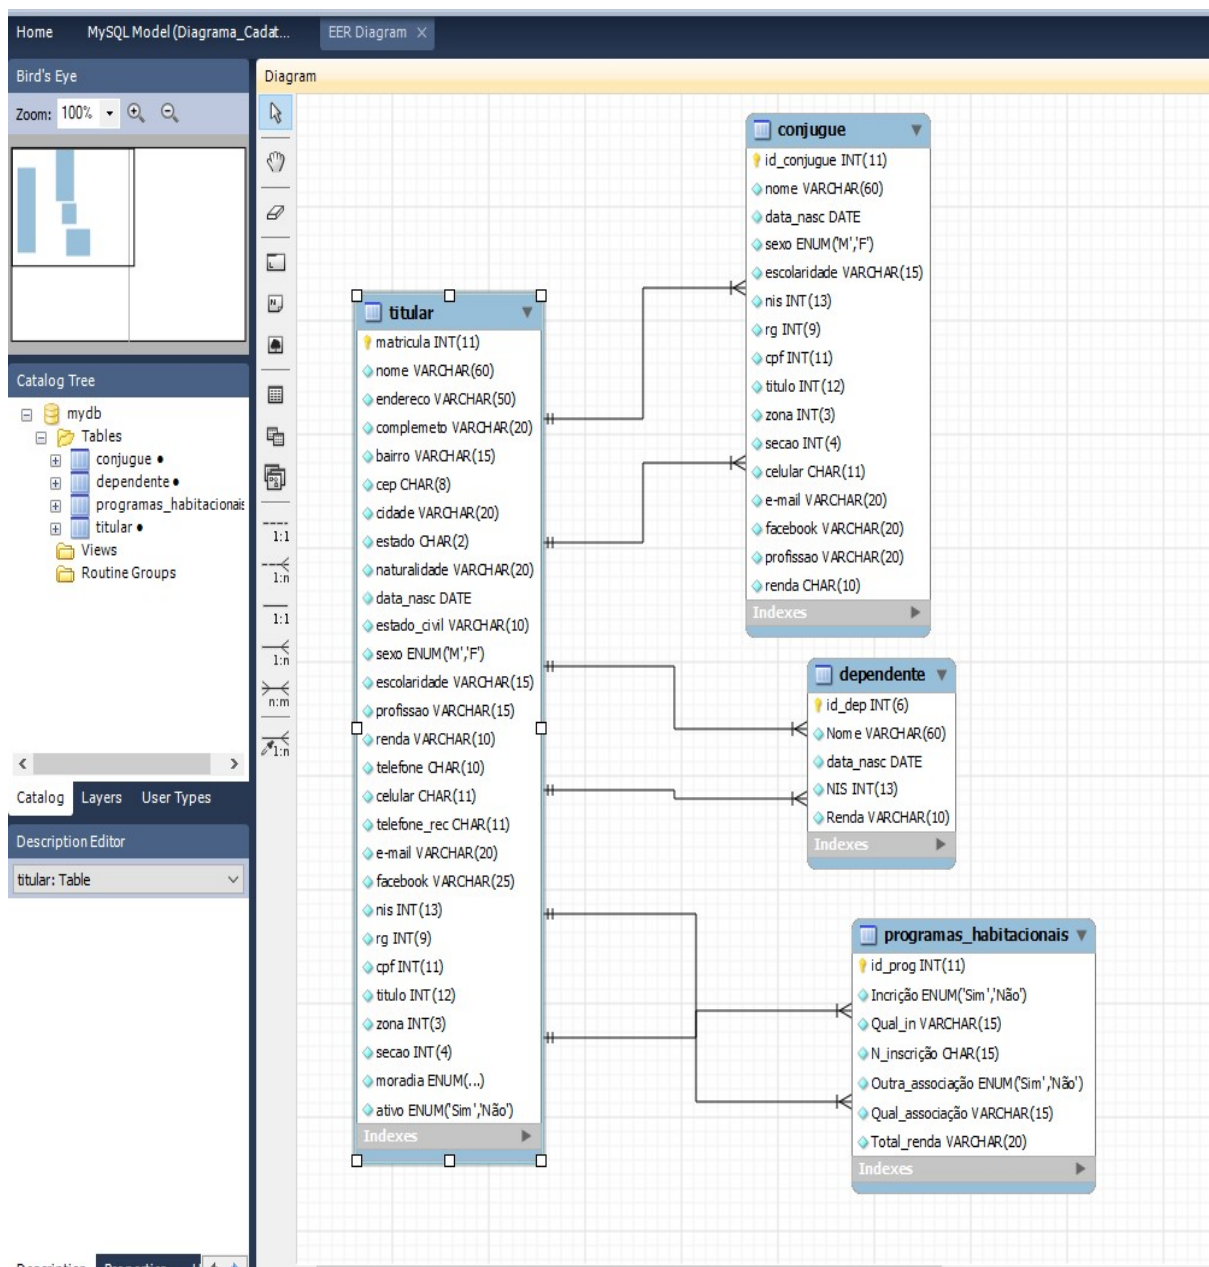 Home
MySQL Model (Diagrama_Cadat...
EER Diagram ×
Bird's Eye
Zoom: 100%
Catalog Tree
mydb
Tables
conjugue •
dependente •
programas_habitacionais
titular •
Views
Routine Groups
Catalog Layers User Types
Description Editor
titular: Table
Diagram
1:1
1:n
1:1
1:n
n:m
1:n
titular
matricula INT(11)
nome VARCHAR(60)
endereco VARCHAR(50)
complemeto VARCHAR(20)
bairro VARCHAR(15)
cep CHAR(8)
cidade VARCHAR(20)
estado CHAR(2)
naturalidade VARCHAR(20)
data_nasc DATE
estado_civil VARCHAR(10)
sexo ENUM('M','F')
escolaridade VARCHAR(15)
profissao VARCHAR(15)
renda VARCHAR(10)
telefone CHAR(10)
celular CHAR(11)
telefone_rec CHAR(11)
e-mail VARCHAR(20)
facebook VARCHAR(25)
nis INT(13)
rg INT(9)
cpf INT(11)
titulo INT(12)
zona INT(3)
secao INT(4)
moradia ENUM(...)
ativo ENUM('Sim','Não')
Indexes
conjugue
id_conjugue INT(11)
nome VARCHAR(60)
data_nasc DATE
sexo ENUM('M','F')
escolaridade VARCHAR(15)
nis INT(13)
rg INT(9)
cpf INT(11)
titulo INT(12)
zona INT(3)
secao INT(4)
celular CHAR(11)
e-mail VARCHAR(20)
facebook VARCHAR(20)
profissao VARCHAR(20)
renda CHAR(10)
Indexes
dependente
id_dep INT(6)
Nome VARCHAR(60)
data_nasc DATE
NIS INT(13)
Renda VARCHAR(10)
Indexes
programas_habitacionais
id_prog INT(11)
Incrição ENUM('Sim','Não')
Qual_in VARCHAR(15)
N_inscrição CHAR(15)
Outra_associação ENUM('Sim','Não')
Qual_associação VARCHAR(15)
Total_renda VARCHAR(20)
Indexes